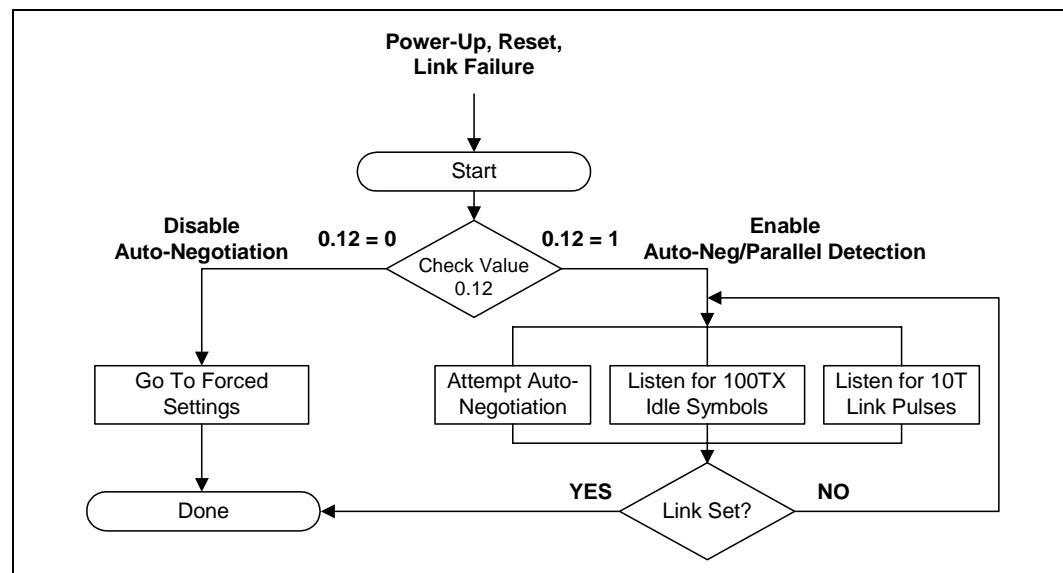 Power-Up, Reset,
Link Failure
Start
Disable
Auto-Negotiation
0.12 = 0
0.12 = 1
Enable
Auto-Neg/Parallel Detection
Check Value
0.12
Go To Forced
Settings
Attempt Auto-
Negotiation
Listen for 100TX
Idle Symbols
Listen for 10T
Link Pulses
Done
YES
Link Set?
NO